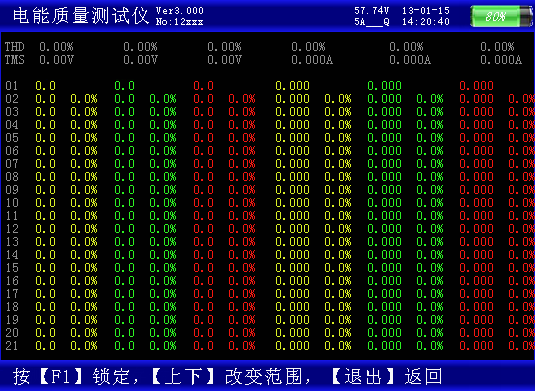 电能质量测试仪 Ver3.000 57.74V 13-01-15 80%
No:12xxx 5A___Q 14:20:40
THD 0.00% 0.00% 0.00% 0.00% 0.00% 0.00%
TMS 0.00V 0.00V 0.00V 0.000A 0.000A 0.000A
01 0.0 0.0 0.0 0.000 0.000 0.000
02 0.0 0.0% 0.0 0.0% 0.0 0.0% 0.000 0.0% 0.000 0.0% 0.000 0.0%
03 0.0 0.0% 0.0 0.0% 0.0 0.0% 0.000 0.0% 0.000 0.0% 0.000 0.0%
04 0.0 0.0% 0.0 0.0% 0.0 0.0% 0.000 0.0% 0.000 0.0% 0.000 0.0%
05 0.0 0.0% 0.0 0.0% 0.0 0.0% 0.000 0.0% 0.000 0.0% 0.000 0.0%
06 0.0 0.0% 0.0 0.0% 0.0 0.0% 0.000 0.0% 0.000 0.0% 0.000 0.0%
07 0.0 0.0% 0.0 0.0% 0.0 0.0% 0.000 0.0% 0.000 0.0% 0.000 0.0%
08 0.0 0.0% 0.0 0.0% 0.0 0.0% 0.000 0.0% 0.000 0.0% 0.000 0.0%
09 0.0 0.0% 0.0 0.0% 0.0 0.0% 0.000 0.0% 0.000 0.0% 0.000 0.0%
10 0.0 0.0% 0.0 0.0% 0.0 0.0% 0.000 0.0% 0.000 0.0% 0.000 0.0%
11 0.0 0.0% 0.0 0.0% 0.0 0.0% 0.000 0.0% 0.000 0.0% 0.000 0.0%
12 0.0 0.0% 0.0 0.0% 0.0 0.0% 0.000 0.0% 0.000 0.0% 0.000 0.0%
13 0.0 0.0% 0.0 0.0% 0.0 0.0% 0.000 0.0% 0.000 0.0% 0.000 0.0%
14 0.0 0.0% 0.0 0.0% 0.0 0.0% 0.000 0.0% 0.000 0.0% 0.000 0.0%
15 0.0 0.0% 0.0 0.0% 0.0 0.0% 0.000 0.0% 0.000 0.0% 0.000 0.0%
16 0.0 0.0% 0.0 0.0% 0.0 0.0% 0.000 0.0% 0.000 0.0% 0.000 0.0%
17 0.0 0.0% 0.0 0.0% 0.0 0.0% 0.000 0.0% 0.000 0.0% 0.000 0.0%
18 0.0 0.0% 0.0 0.0% 0.0 0.0% 0.000 0.0% 0.000 0.0% 0.000 0.0%
19 0.0 0.0% 0.0 0.0% 0.0 0.0% 0.000 0.0% 0.000 0.0% 0.000 0.0%
20 0.0 0.0% 0.0 0.0% 0.0 0.0% 0.000 0.0% 0.000 0.0% 0.000 0.0%
21 0.0 0.0% 0.0 0.0% 0.0 0.0% 0.000 0.0% 0.000 0.0% 0.000 0.0%
按【F1】锁定,【上下】改变范围, 【退出】返回